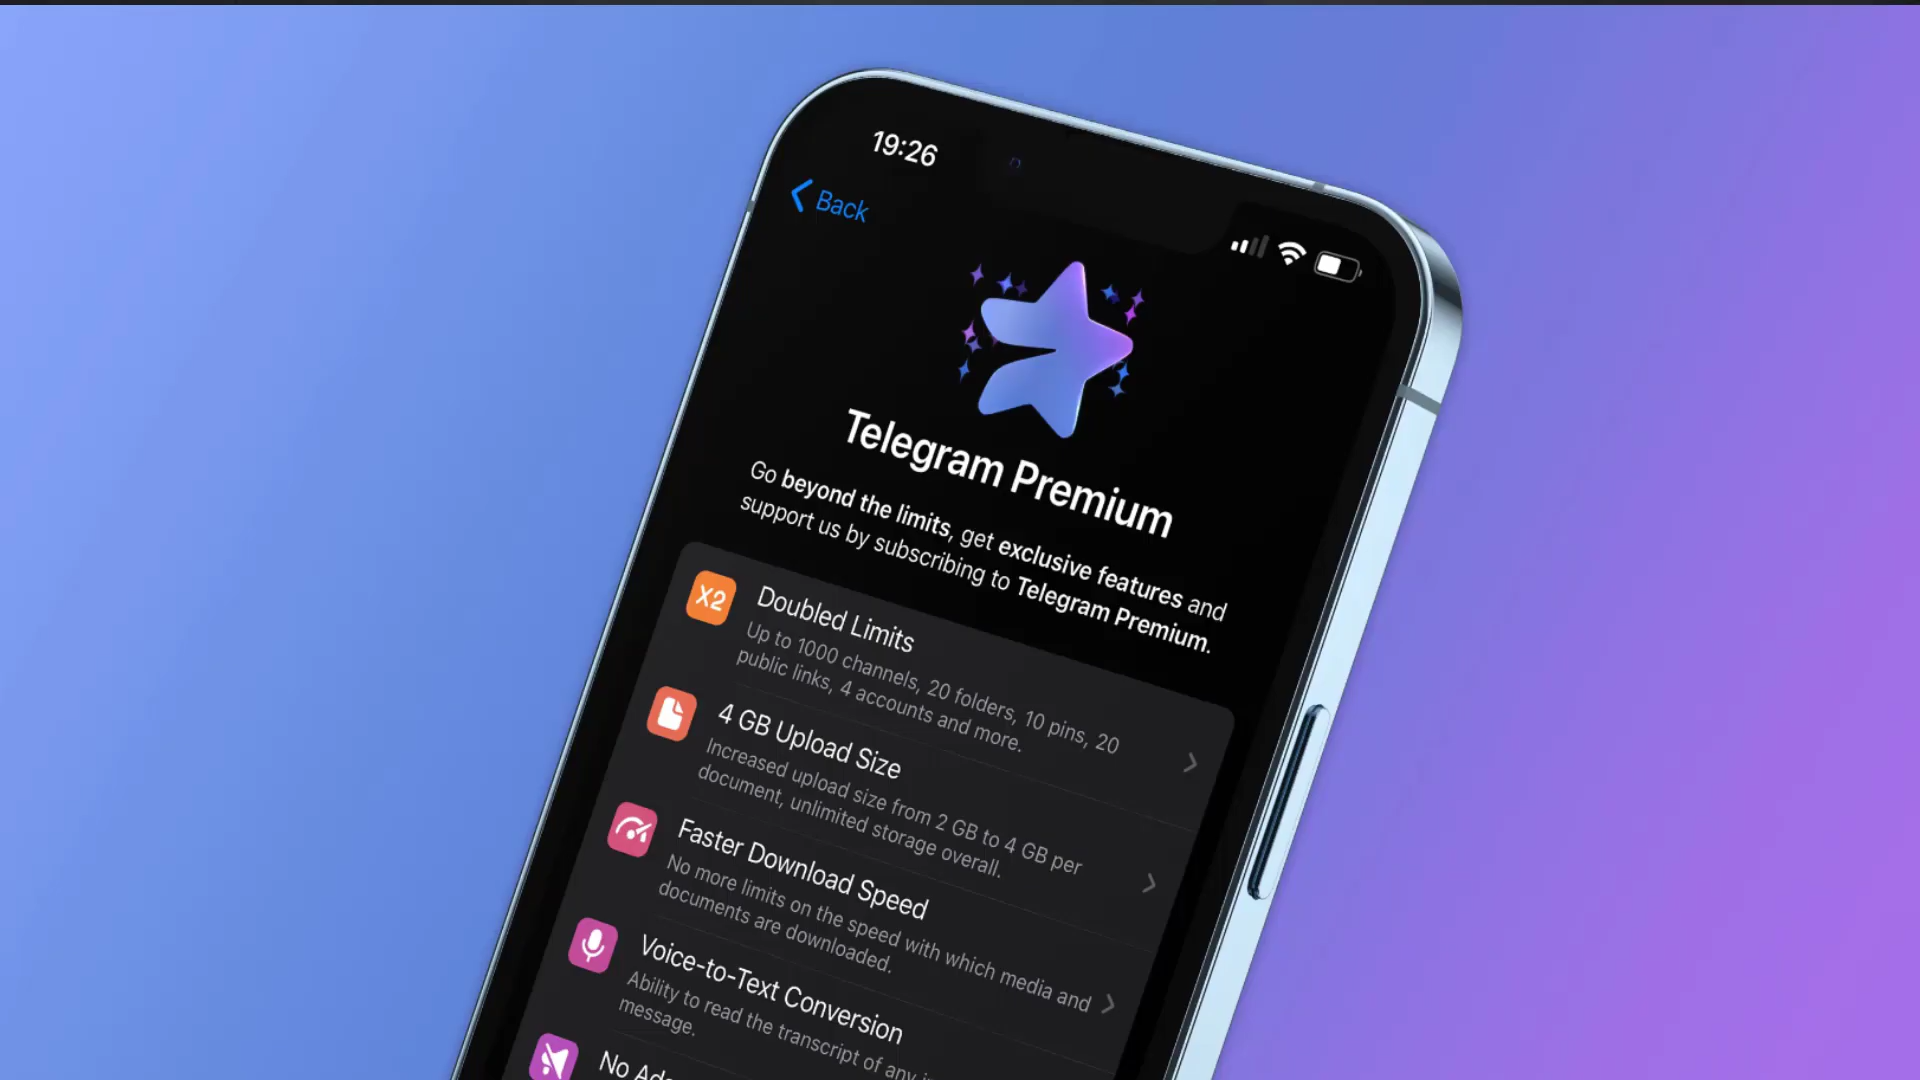 19:26
Back
Telegram Premium
Go beyond the limits, get exclusive features and
support us by subscribing to Telegram Premium.
X2
Doubled Limits
Up to 1000 channels, 20 folders, 10 pins, 20
public links, 4 accounts and more.
4 GB Upload Size
Increased upload size from 2 GB to 4 GB per
document, unlimited storage overall.
Faster Download Speed
No more limits on the speed with which media and
documents are downloaded.
Voice-to-Text Conversion
Ability to read the transcript of any
message.
No